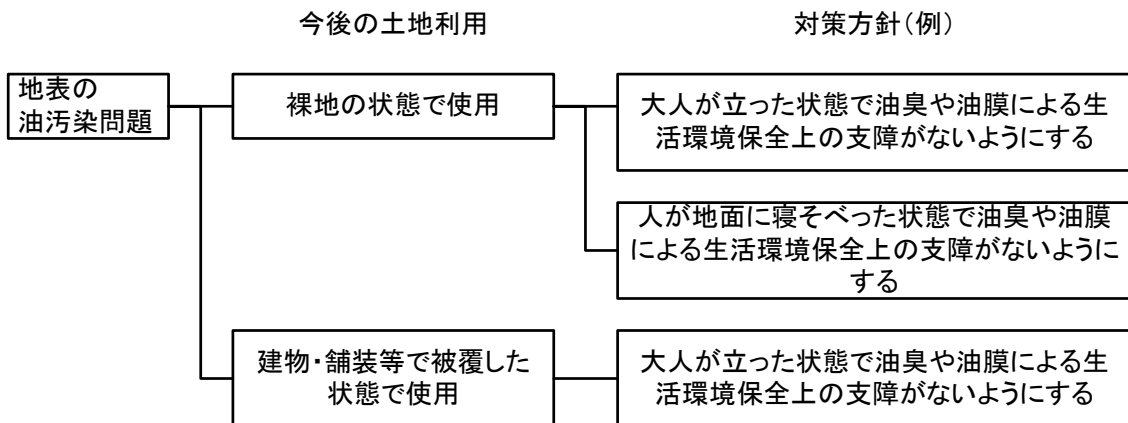 今後の土地利用
対策方針（例）
地表の
油汚染問題
裸地の状態で使用
大人が立った状態で油臭や油膜による生
活環境保全上の支障がないようにする
人が地面に寝そべった状態で油臭や油膜
による生活環境保全上の支障がないように
する
建物・舗装等で被覆した
状態で使用
大人が立った状態で油臭や油膜による生
活環境保全上の支障がないようにする